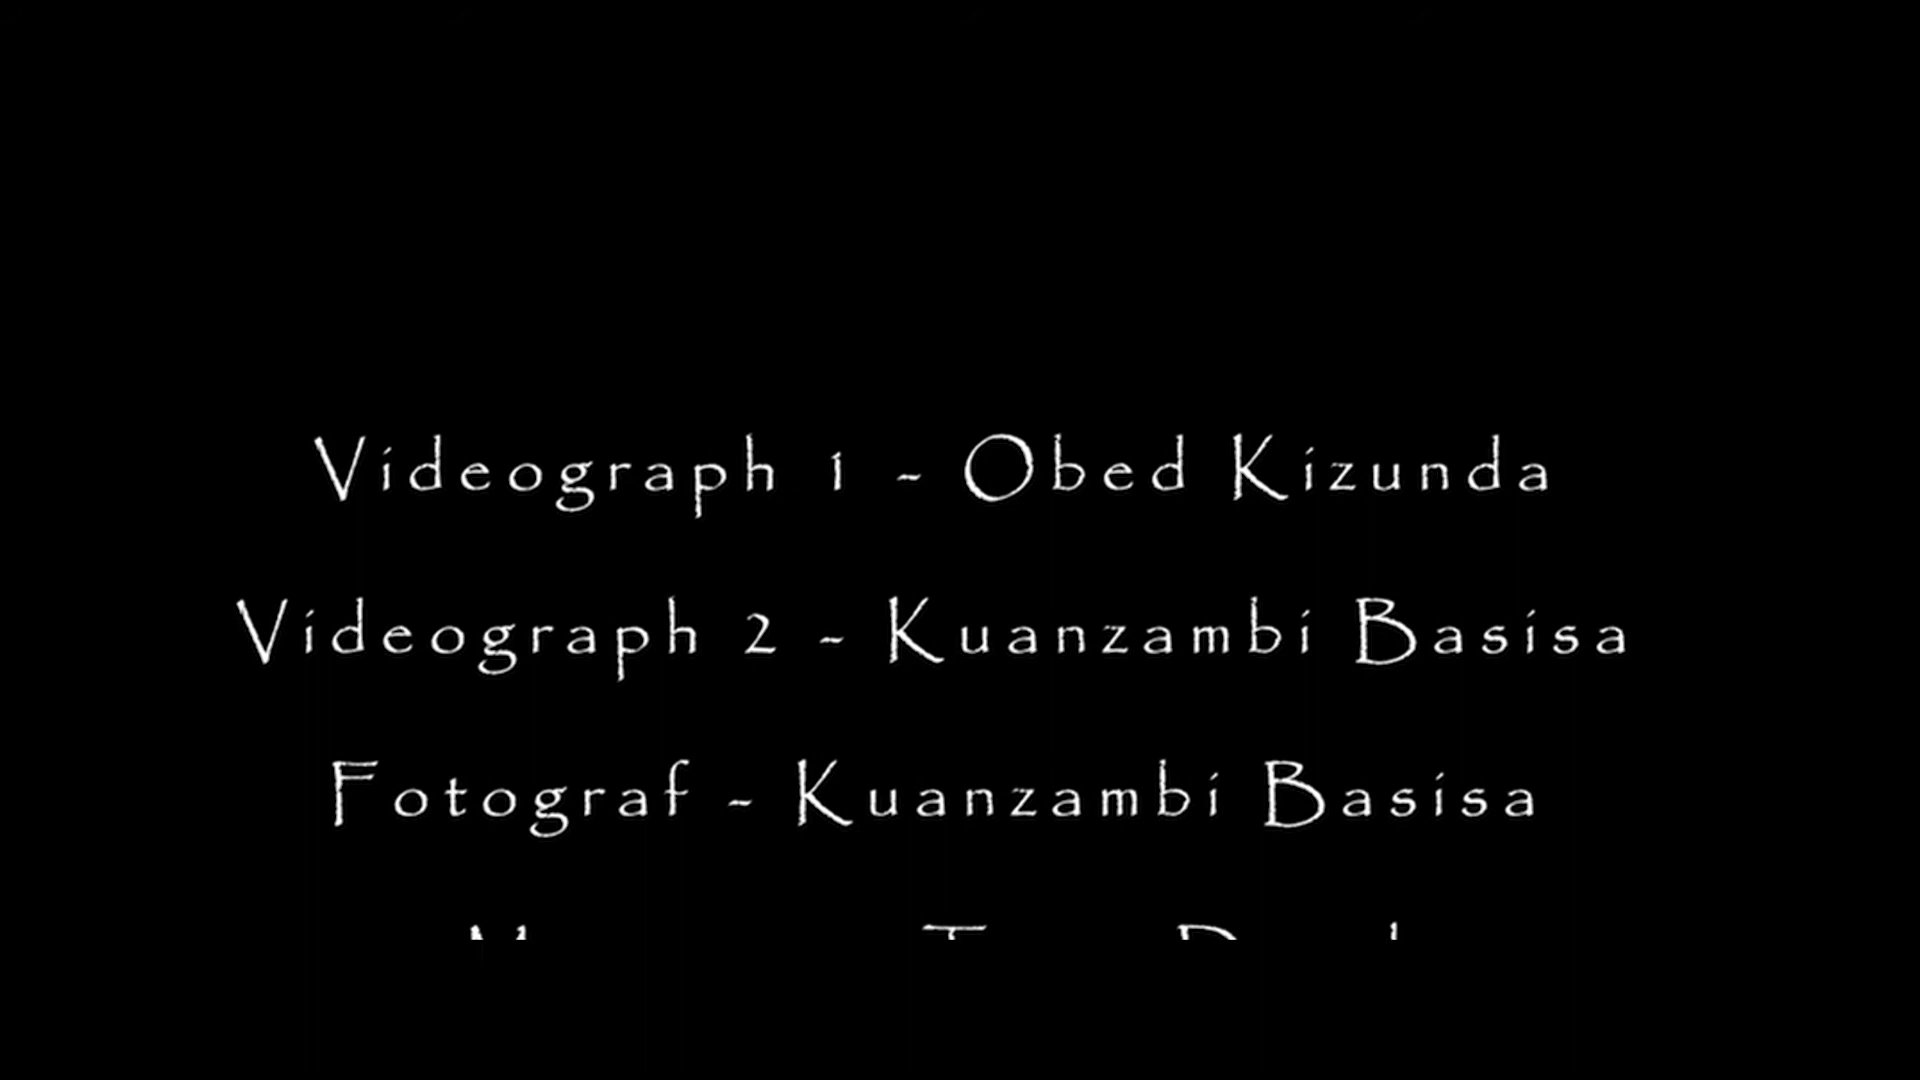 Videograph 1 - Obed Kizunda
Videograph 2 - Kuanzambi Basisa
Fotograf - Kuanzambi Basisa